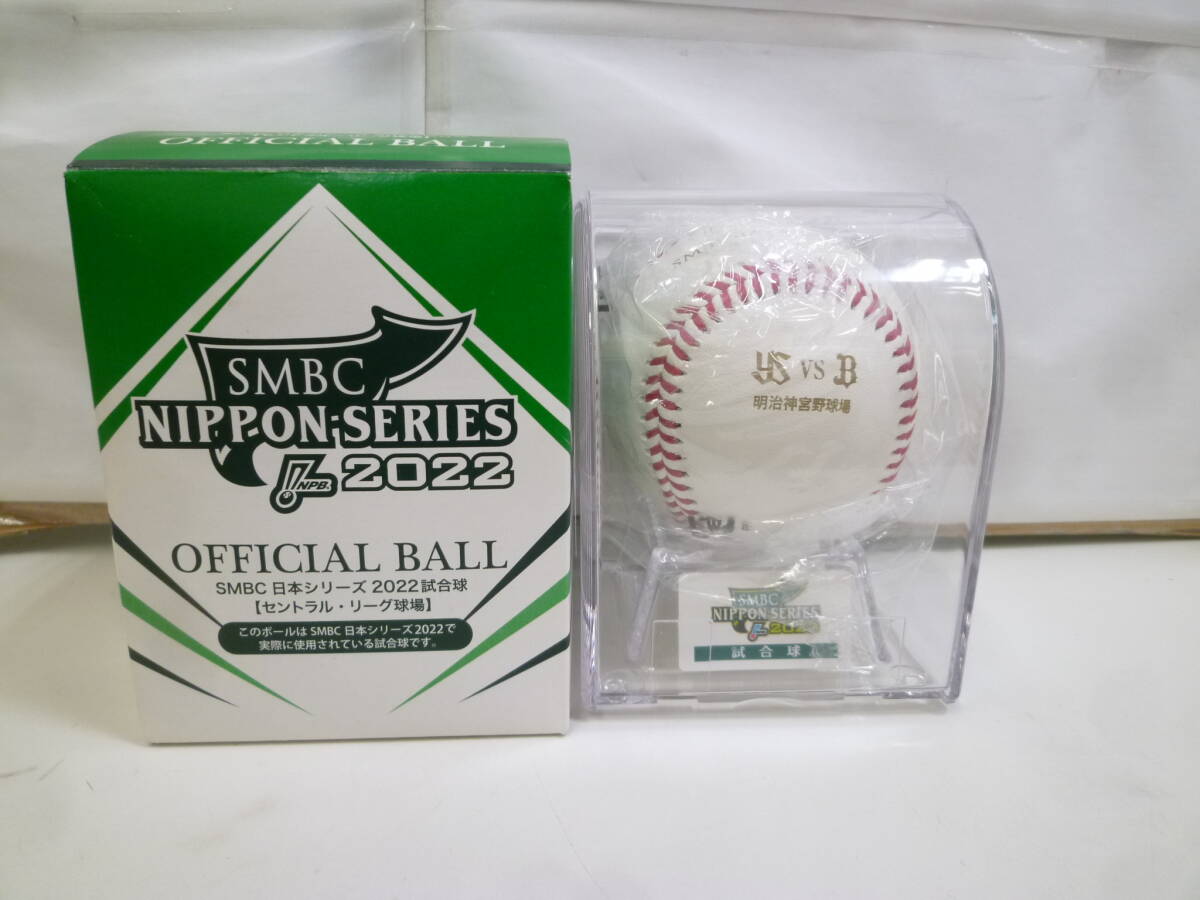 OFFICIAL BALL
SMBC
NIPPON SERIES
NPB.
2022
OFFICIAL BALL
SMBC 日本シリーズ 2022試合球
【セントラル・リーグ球場】
このボールは SMBC 日本シリーズ2022で
実際に使用されている試合球です。
SMBC
YS VS B
明治神宮野球場
SMBC
NIPPON SERIES
2022
試合球